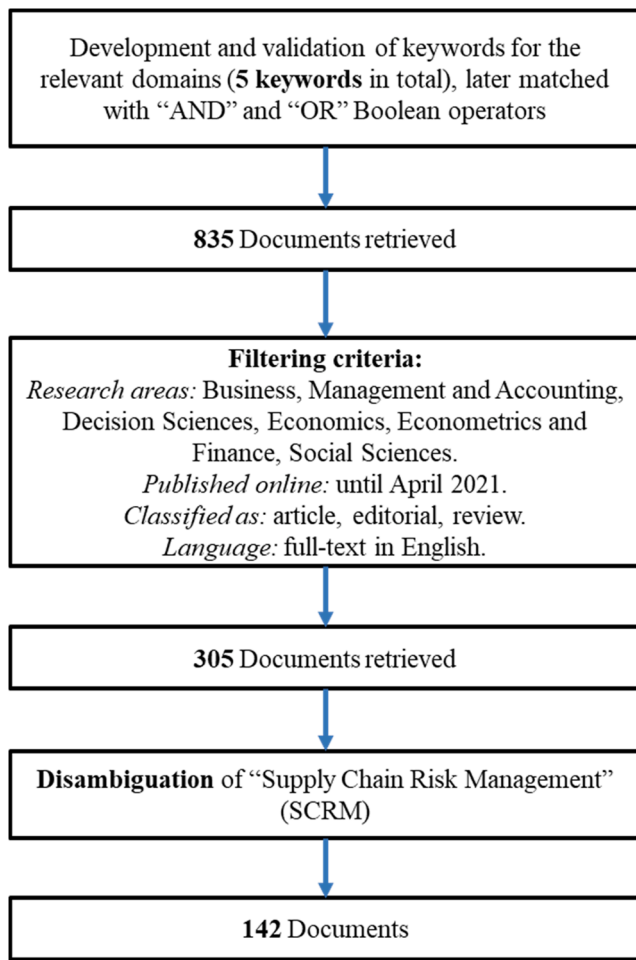 Development and validation of keywords for the
relevant domains (5 keywords in total), later matched
with “AND” and “OR” Boolean operators
835 Documents retrieved
Filtering criteria:
Research areas: Business, Management and Accounting,
Decision Sciences, Economics, Econometrics and
Finance, Social Sciences.
Published online: until April 2021.
Classified as: article, editorial, review.
Language: full-text in English.
305 Documents retrieved
Disambiguation of “Supply Chain Risk Management”
(SCRM)
142 Documents